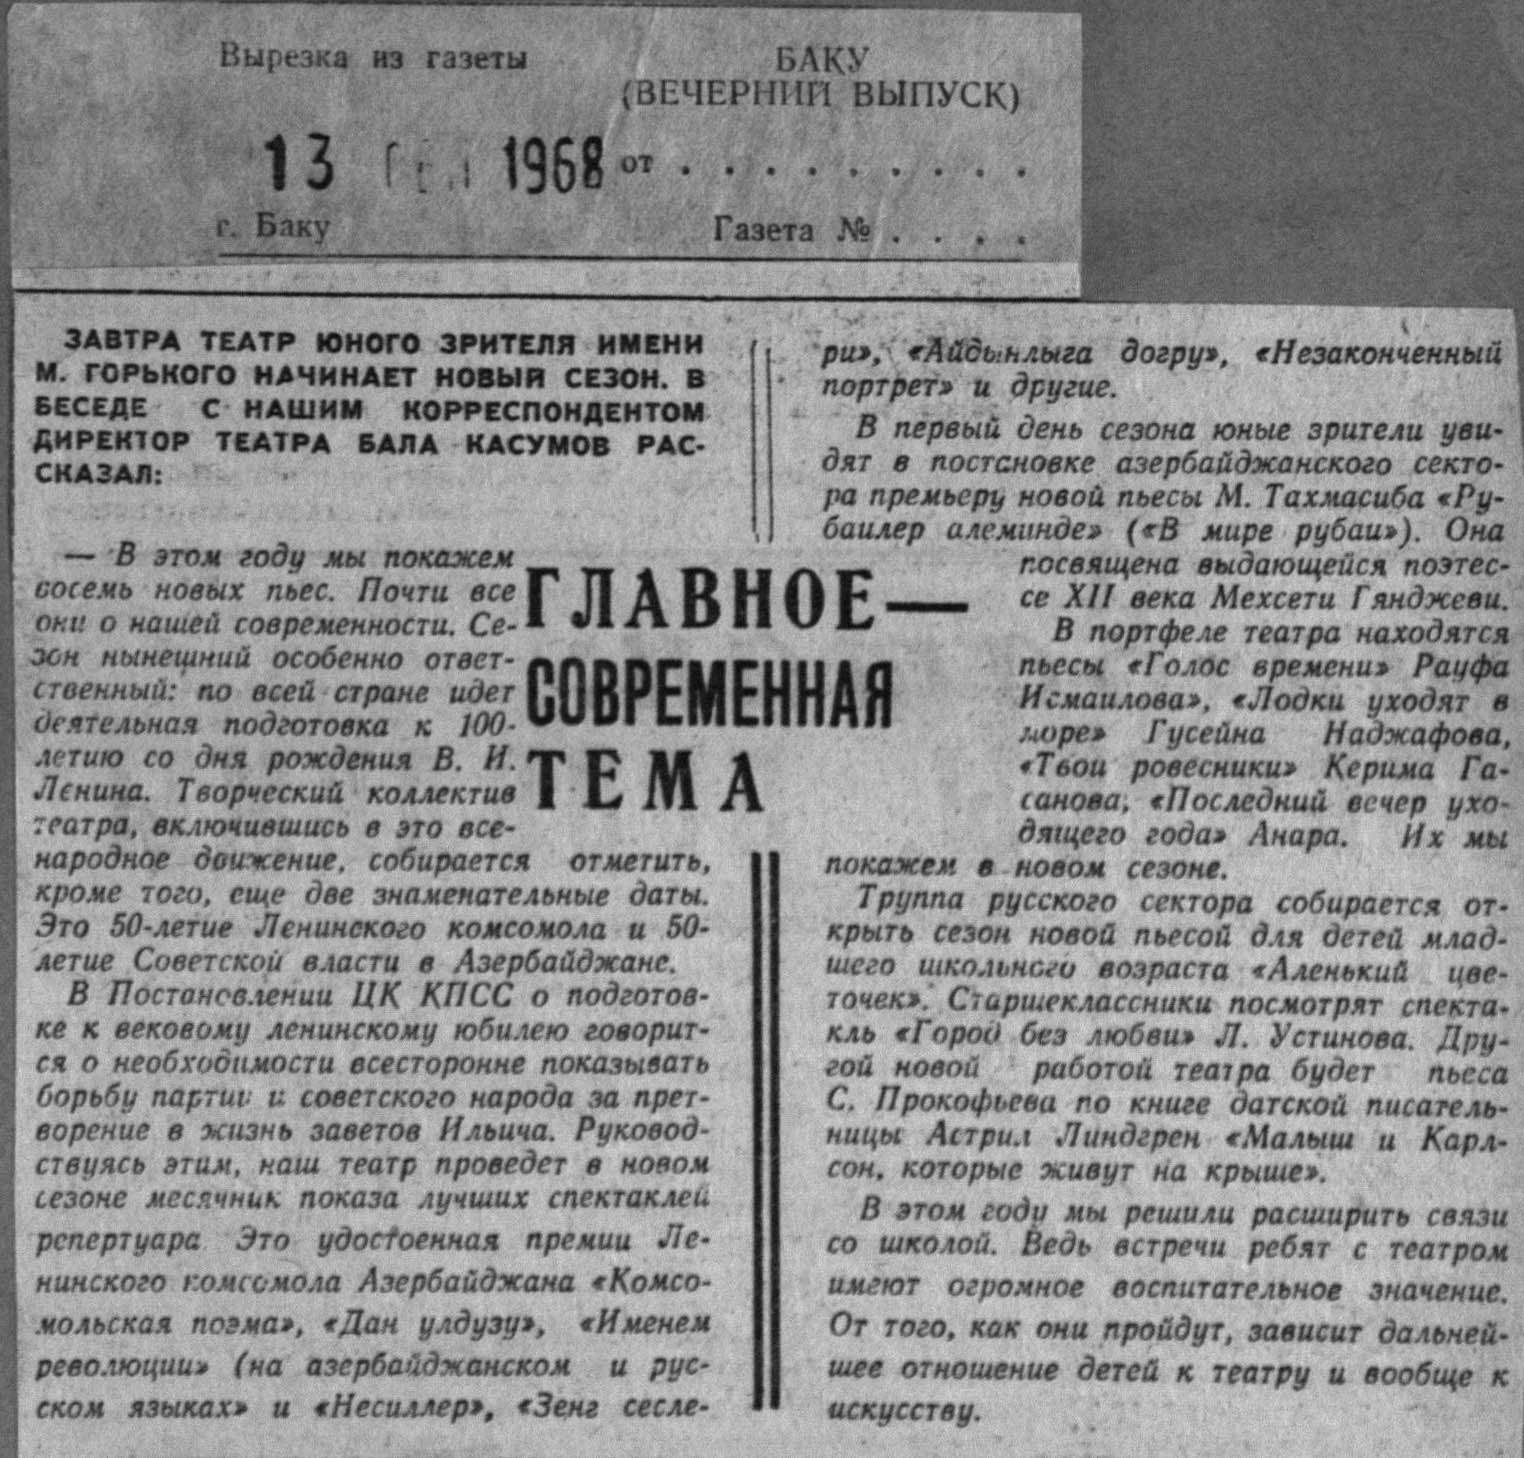 Вырезка из газеты
БАКУ
(ВЕЧЕРНИЙ ВЫПУСК)
13 СЕН 1968 от . . . . . . . . .
г. Баку
Газета № . . . .
ЗАВТРА ТЕАТР ЮНОГО ЗРИТЕЛЯ ИМЕНИ
М. ГОРЬКОГО НАЧИНАЕТ НОВЫЙ СЕЗОН. В
БЕСЕДЕ С НАШИМ КОРРЕСПОНДЕНТОМ
ДИРЕКТОР ТЕАТРА БАЛА КАСУМОВ РАС-
СКАЗАЛ:
ГЛАВНОЕ—
СОВРЕМЕННАЯ
ТЕМА
— В этом году мы покажем
восемь новых пьес. Почти все
они о нашей современности. Се-
зон нынешний особенно ответ-
ственный: по всей стране идет
деятельная подготовка к 100-
летию со дня рождения В. И.
Ленина. Творческий коллектив
театра, включившись в это все-
народное движение, собирается отметить,
кроме того, еще две знаменательные даты.
Это 50-летие Ленинского комсомола и 50-
летие Советской власти в Азербайджане.
В Постановлении ЦК КПСС о подготов-
ке к вековому ленинскому юбилею говорит-
ся о необходимости всесторонне показывать
борьбу партии и советского народа за прет-
ворение в жизнь заветов Ильича. Руковод-
ствуясь этим, наш театр проведет в новом
сезоне месячник показа лучших спектаклей
репертуара. Это удостоенная премии Ле-
нинского комсомола Азербайджана «Комсо-
мольская поэма», «Дан улдузу», «Именем
революции» (на азербайджанском и рус-
ском языках» и «Несиллер», «Зенг сесле-
ри», «Айдынлыга догру», «Незаконченный
портрет» и другие.
В первый день сезона юные зрители уви-
дят в постановке азербайджанского секто-
ра премьеру новой пьесы М. Тахмасиба «Ру-
баилер алеминде» («В мире рубаи»). Она
посвящена выдающейся поэтес-
се XII века Мехсети Гянджеви.
В портфеле театра находятся
пьесы «Голос времени» Рауфа
Исмаилова», «Лодки уходят в
море» Гусейна Наджафова,
«Твои ровесники» Керима Га-
санова, «Последний вечер ухо-
дящего года» Анара. Их мы
покажем в новом сезоне.
Труппа русского сектора собирается от-
крыть сезон новой пьесой для детей млад-
шего школьного возраста «Аленький цве-
точек». Старшеклассники посмотрят спекта-
кль «Город без любви» Л. Устинова. Дру-
гой новой работой театра будет пьеса
С. Прокофьева по книге датской писатель-
ницы Астрил Линдгрен «Малыш и Карл-
сон, которые живут на крыше».
В этом году мы решили расширить связи
со школой. Ведь встречи ребят с театром
имеют огромное воспитательное значение.
От того, как они пройдут, зависит дальней-
шее отношение детей к театру и вообще к
искусству.